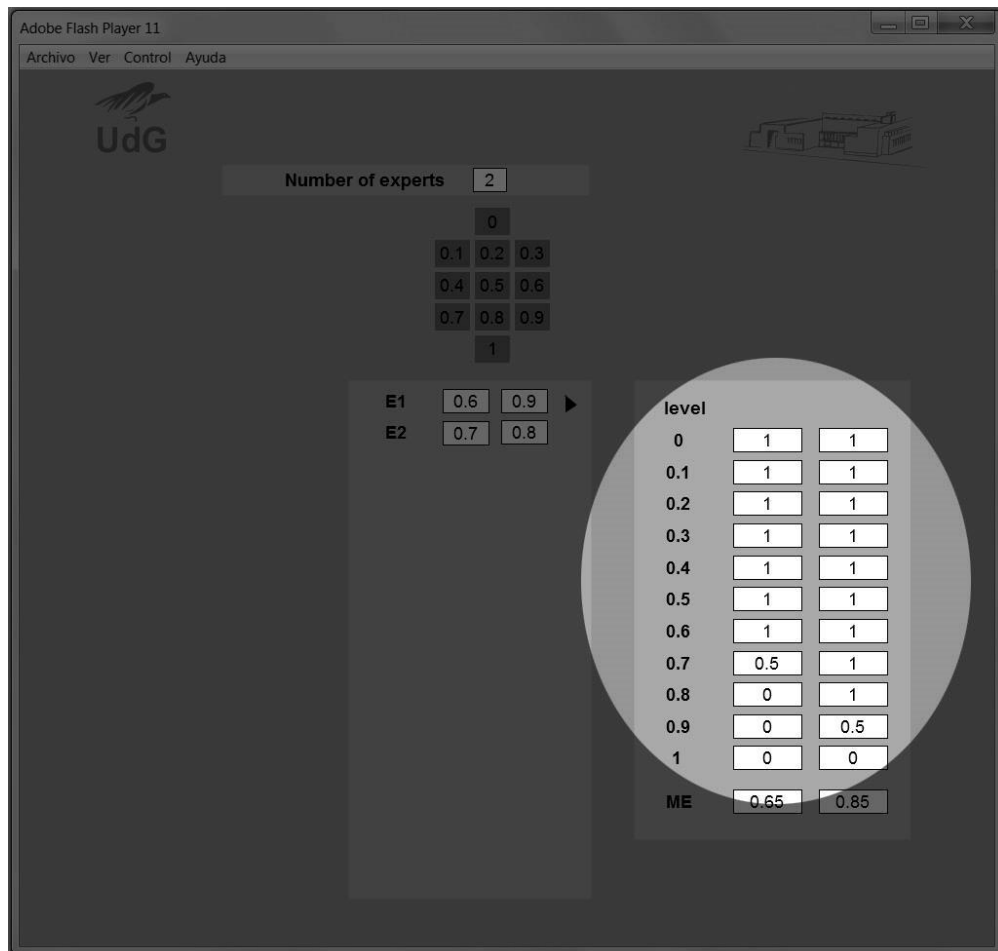 Adobe Flash Player 11
Archivo Ver Control Ayuda
UdG
Number of experts 2
0
0.1 0.2 0.3
0.4 0.5 0.6
0.7 0.8 0.9
1
E1 0.6 0.9
E2 0.7 0.8
level
0 1 1
0.1 1 1
0.2 1 1
0.3 1 1
0.4 1 1
0.5 1 1
0.6 1 1
0.7 0.5 1
0.8 0 1
0.9 0 0.5
1 0 0
ME 0.65 0.85